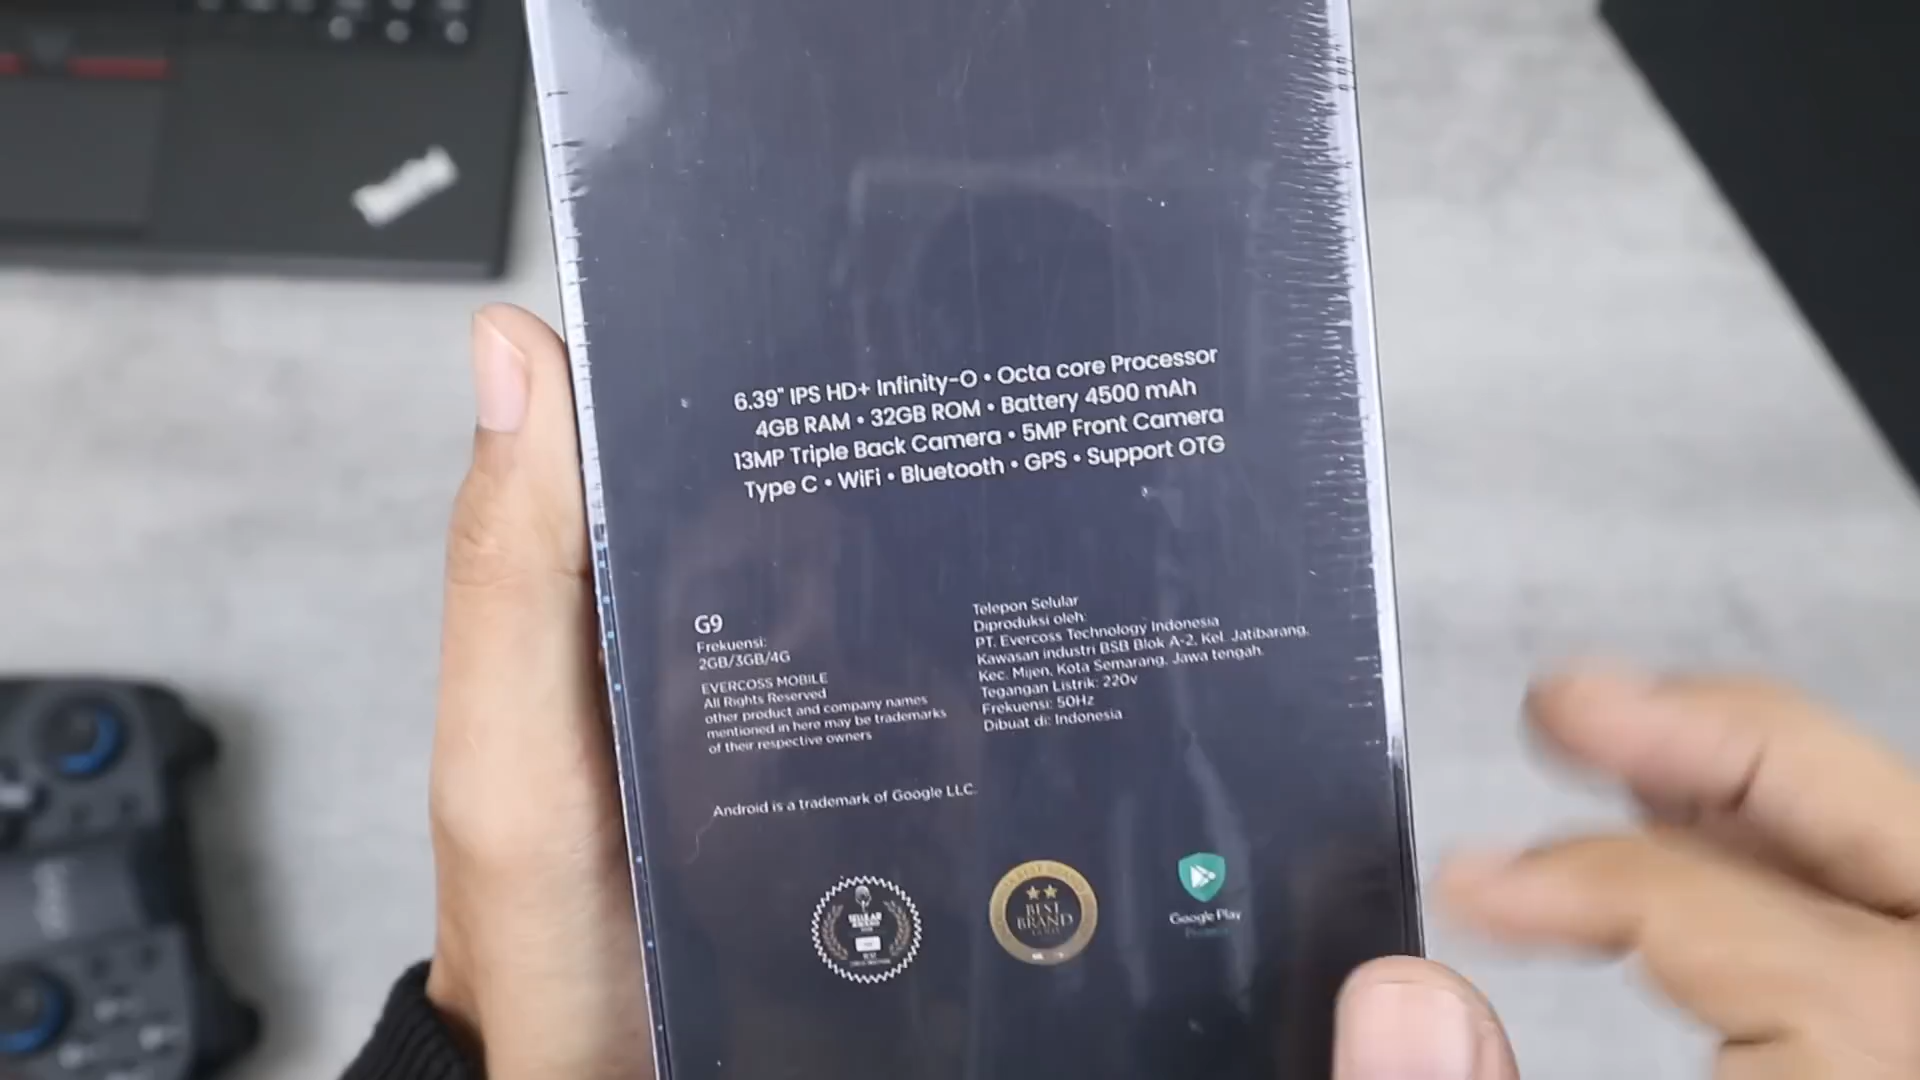 6.39" IPS HD+ Infinity-O • Octa core Processor
4GB RAM • 32GB ROM • Battery 4500 mAh
13MP Triple Back Camera • 5MP Front Camera
Type C • WiFi • Bluetooth • GPS • Support OTG
G9
Frekuensi:
2GB/3GB/4G
EVERCOSS MOBILE
All Rights Reserved
other product and company names
mentioned in here may be trademarks
of their respective owners
Telepon Selular
Diproduksi oleh:
PT. Evercoss Technology Indonesia
Kawasan industri BSB Blok A-2, Kel. Jatibarang,
Kec. Mijen, Kota Semarang, Jawa tengah.
Tegangan Listrik: 220v
Frekuensi: 50Hz
Dibuat di: Indonesia
Android is a trademark of Google LLC.
SELULAR
BEST
BRAND
Google Play